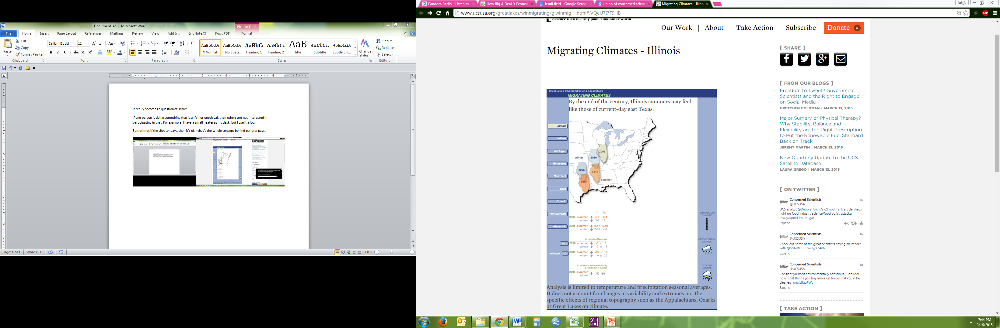 Document146 - Microsoft Word
Picture Tools
File Home Insert Page Layout References Mailings Review View Add-Ins EndNote X7 Foxit PDF Format
Paste
Cut
Copy
Format Painter
Clipboard
Calibri (Body) 11
Font
Paragraph
AaBbCcDc AaBbCcDc AaBbC AaBbCc AaB AaBbCc. AaBbCcDc
¶ Normal ¶ No Spaci... Heading 1 Heading 2 Title Subtitle Subtle Em...
Change Styles
Styles
Find
Replace
Select
Editing
It really becomes a question of scale:
If one person is doing something that is unfair or unethical, then others are not interested in
participating in that. For example, I have a small heater at my desk, but I use it a lot.
Sometimes if the cheater pays, then it's ok—that's the whole concept behind polluter pays.
Page: 1 of 1 Words: 58 80%
Pandora Radio - Listen to
How Big A Deal Is Econom
lentil field - Google Searc
union of concerned scient
Migrating Climates - Illino
Leigh
www.ucsusa.org/greatlakes/winmigrating/glwinmig_il.html#.VQeU7I7F9HB
ABP
Science for a healthy planet and safer world
Our Work | About | Take Action | Subscribe Donate
Migrating Climates - Illinois
Great Lakes Communities and Ecosystems
MIGRATING CLIMATES
By the end of the century, Illinois summers may feel
like those of current-day east Texas.
Illinois
Indiana
Michigan
Minnesota
New York
Ohio
Ontario
Pennsylvania
Wisconsin
intro
animate
2003
winter 2030
2095
2030
summer
2095
°F °C
2030 summer 4-8 2-4
winter 3-4 2
2095 summer 9-17 5-10
winter 7-13 4-7
% Increase/Decrease
2030 summer -5 to 0
winter 0 to 15
2095 summer -15 to 0
winter 0 to 20
% Increase 24hour/Multiday
precipitation events
2095 summer
winter 50-150
TEMPERATURE
CHANGE
PRECIPITATION
CHANGE
EXTREME
EVENTS
Analysis is limited to temperature and precipitation seasonal averages.
It does not account for changes in variability and extremes nor the
specific effects of regional topography such as the Appalachians, Ozarks
or Great Lakes on climate.
[ SHARE ]
[ FROM OUR BLOGS ]
Freedom to Tweet? Government
Scientists and the Right to Engage
on Social Media
GRETCHEN GOLDMAN | MARCH 13, 2015
Major Surgery or Physical Therapy?
Why Stability, Balance and
Flexibility are the Right Prescription
to Put the Renewable Fuel Standard
Back on Track
JEREMY MARTIN | MARCH 13, 2015
New Quarterly Update to the UCS
Satellite Database
LAURA GREGO | MARCH 13, 2015
[ ON TWITTER ]
Concerned Scientists 4h
@UCSUSA
UCS analyst @DeborahBailin's @Food_Tank article sheds
light on food industry science/food policy attacks:
ow.ly/KpokJ #bullsugar
Expand
Concerned Scientists 7h
@UCSUSA
Check out some of the great scientists having an impact
with @SciNetUCS: ow.ly/Kp4n6
Expand
Concerned Scientists 9h
@UCSUSA
Consider yourself environmentally conscious? Consider
how most things you buy arrive on trucks that could be
cleaner: j.mp/1BugPWc
Expand
[ TAKE ACTION ]
7:44 PM
3/16/2015